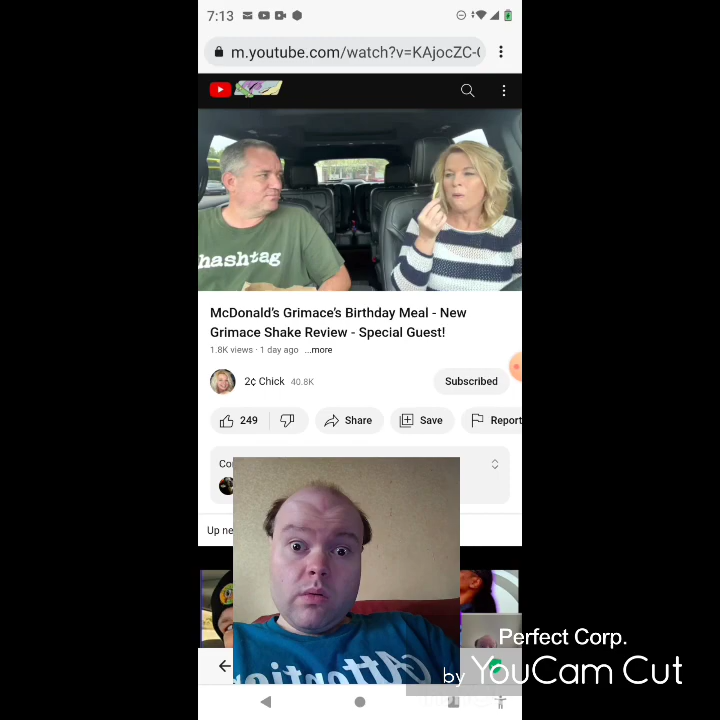 7:13
m.youtube.com/watch?v=KAjocZC-
hashtag
McDonald's Grimace's Birthday Meal - New
Grimace Shake Review - Special Guest!
1.8K views · 1 day ago ...more
2¢ Chick 40.8K Subscribed
249 Share Save Report
Up
Attention
Perfect Corp.
by YouCam Cut